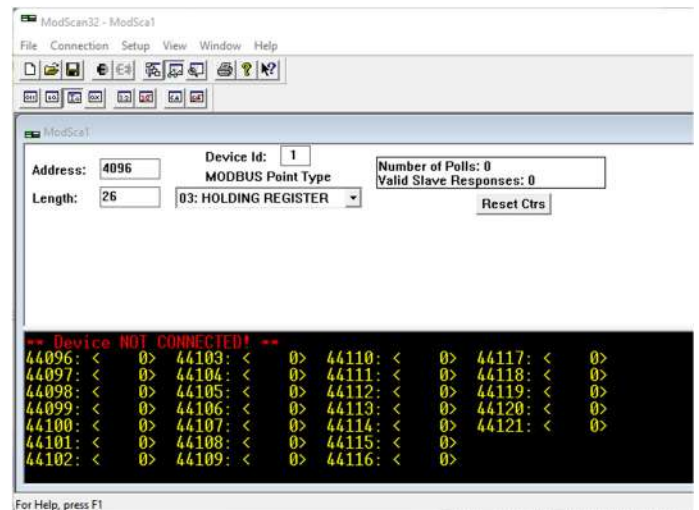 ModScan32 - ModSca1
File Connection Setup View Window Help
ModSca1
Address: 4096
Device Id: 1
MODBUS Point Type
Length: 26
03: HOLDING REGISTER
Number of Polls: 0
Valid Slave Responses: 0
Reset Ctrs
** Device NOT CONNECTED! **
44096: < 0> 44103: < 0> 44110: < 0> 44117: < 0>
44097: < 0> 44104: < 0> 44111: < 0> 44118: < 0>
44098: < 0> 44105: < 0> 44112: < 0> 44119: < 0>
44099: < 0> 44106: < 0> 44113: < 0> 44120: < 0>
44100: < 0> 44107: < 0> 44114: < 0> 44121: < 0>
44101: < 0> 44108: < 0> 44115: < 0>
44102: < 0> 44109: < 0> 44116: < 0>
For Help, press F1